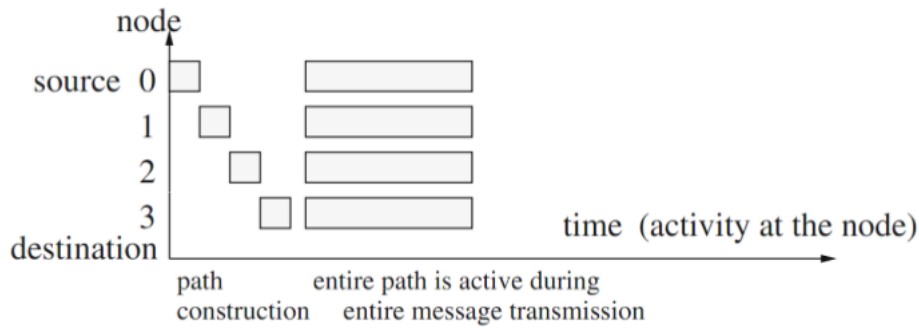 node
source 0
1
2
3
destination
time (activity at the node)
path entire path is active during
construction entire message transmission